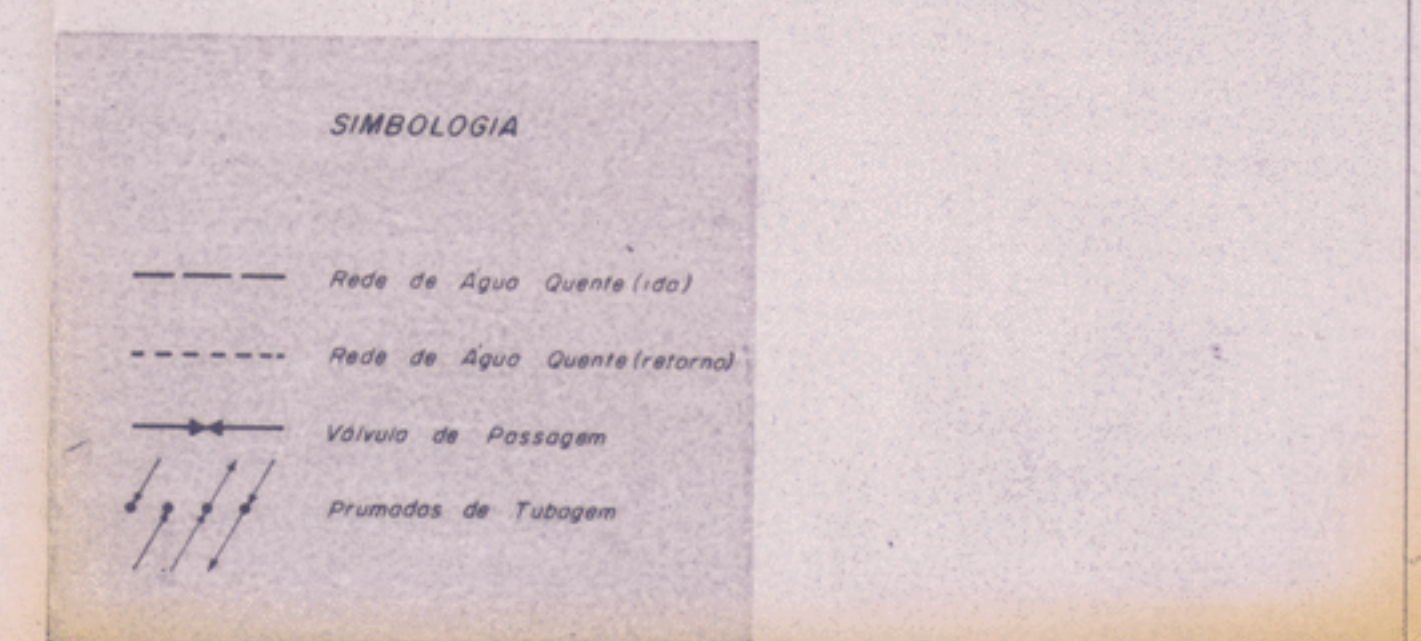 SIMBOLOGIA
Rede de Água Quente (ida)
Rede de Água Quente (retorno)
Válvula de Passagem
Prumadas de Tubagem